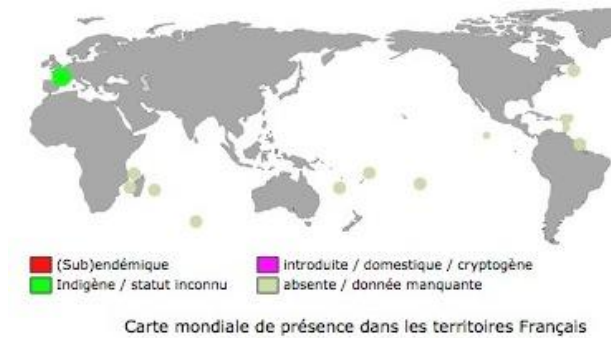 (Sub)endémique
introduite / domestique / cryptogène
Indigène / statut inconnu
absente / donnée manquante
Carte mondiale de présence dans les territoires Français